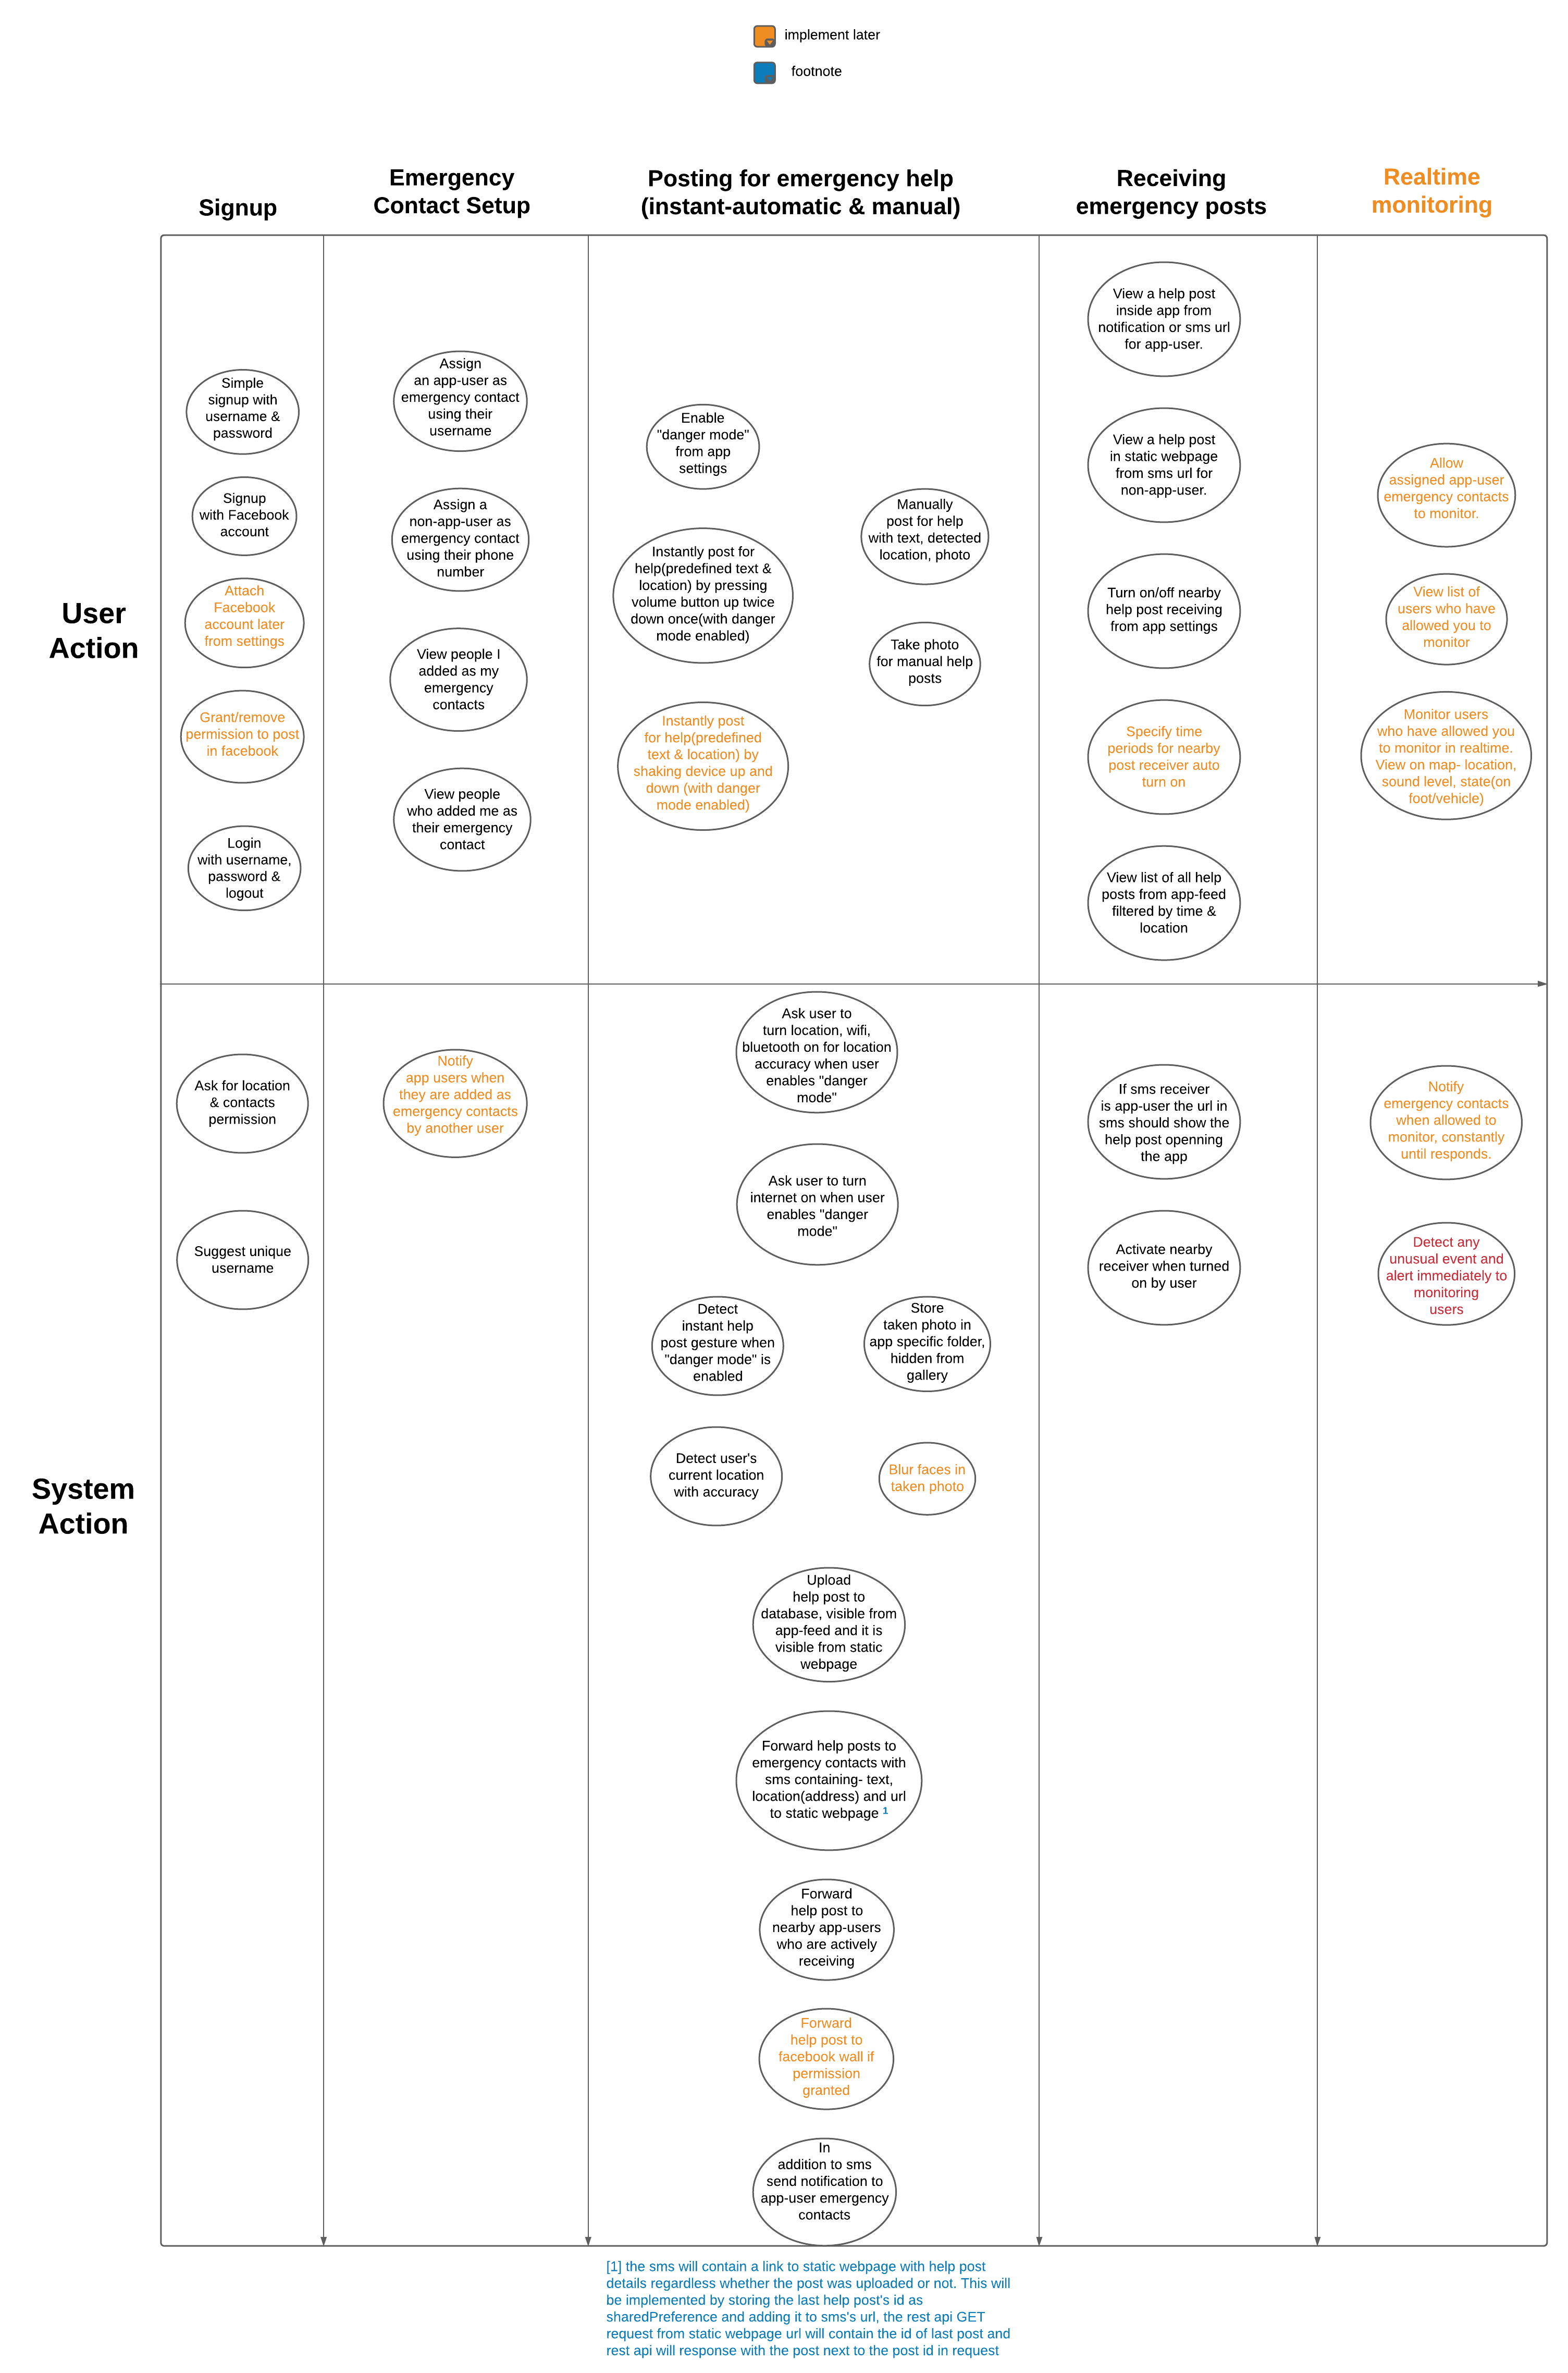 implement later
footnote
Signup
Emergency
Contact Setup
Posting for emergency help
(instant-automatic & manual)
Receiving
emergency posts
Realtime
monitoring
User
Action
Simple
signup with
username &
password
Signup
with Facebook
account
Attach
Facebook
account later
from settings
Grant/remove
permission to post
in facebook
Login
with username,
password &
logout
Assign
an app-user as
emergency contact
using their
username
Assign a
non-app-user as
emergency contact
using their phone
number
View people I
added as my
emergency
contacts
View people
who added me as
their emergency
contact
Enable
"danger mode"
from app
settings
Instantly post for
help(predefined text &
location) by pressing
volume button up twice
down once(with danger
mode enabled)
Instantly post
for help(predefined
text & location) by
shaking device up and
down (with danger
mode enabled)
Manually
post for help
with text, detected
location, photo
Take photo
for manual help
posts
View a help post
inside app from
notification or sms url
for app-user.
View a help post
in static webpage
from sms url for
non-app-user.
Turn on/off nearby
help post receiving
from app settings
Specify time
periods for nearby
post receiver auto
turn on
View list of all help
posts from app-feed
filtered by time &
location
Allow
assigned app-user
emergency contacts
to monitor.
View list of
users who have
allowed you to
monitor
Monitor users
who have allowed you
to monitor in realtime.
View on map- location,
sound level, state(on
foot/vehicle)
System
Action
Ask for location
& contacts
permission
Suggest unique
username
Notify
app users when
they are added as
emergency contacts
by another user
Ask user to
turn location, wifi,
bluetooth on for location
accuracy when user
enables "danger
mode"
Ask user to turn
internet on when user
enables "danger
mode"
Detect
instant help
post gesture when
"danger mode" is
enabled
Store
taken photo in
app specific folder,
hidden from
gallery
Detect user's
current location
with accuracy
Blur faces in
taken photo
Upload
help post to
database, visible from
app-feed and it is
visible from static
webpage
Forward help posts to
emergency contacts with
sms containing- text,
location(address) and url
to static webpage 1
Forward
help post to
nearby app-users
who are actively
receiving
Forward
help post to
facebook wall if
permission
granted
In
addition to sms
send notification to
app-user emergency
contacts
If sms receiver
is app-user the url in
sms should show the
help post openning
the app
Activate nearby
receiver when turned
on by user
Notify
emergency contacts
when allowed to
monitor, constantly
until responds.
Detect any
unusual event and
alert immediately to
monitoring
users
[1] the sms will contain a link to static webpage with help post
details regardless whether the post was uploaded or not. This will
be implemented by storing the last help post's id as
sharedPreference and adding it to sms's url, the rest api GET
request from static webpage url will contain the id of last post and
rest api will response with the post next to the post id in request